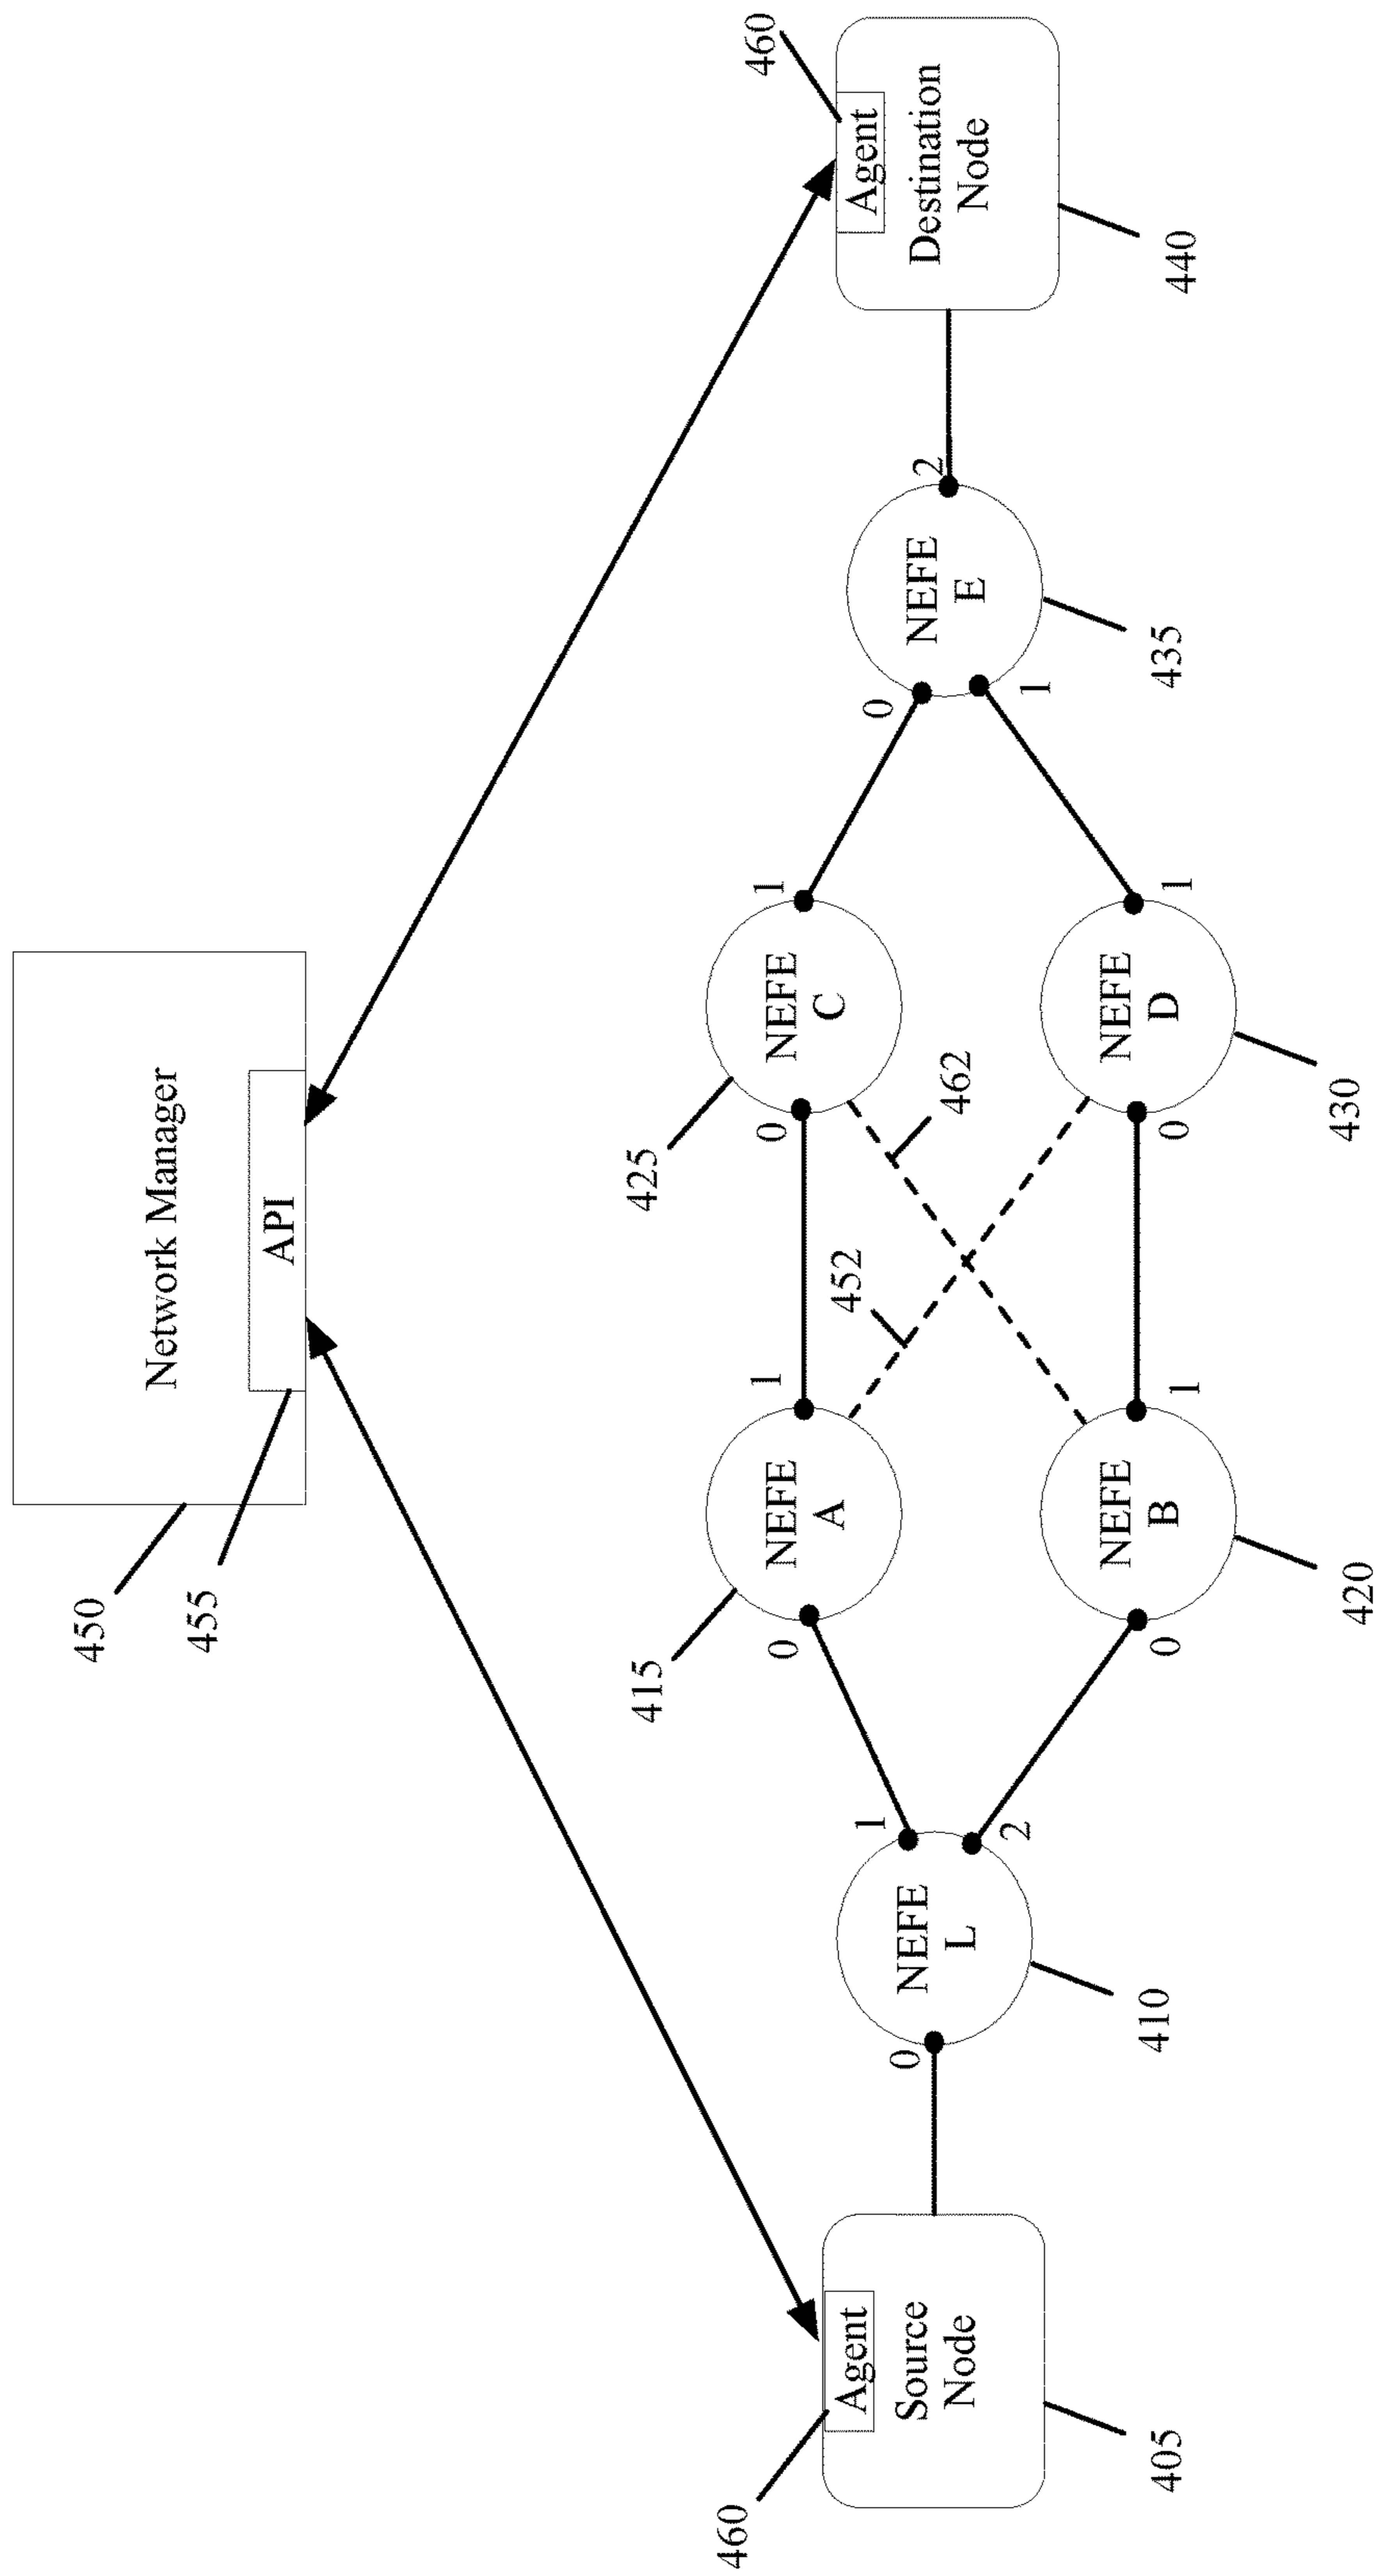 450
Network Manager
API
455
460
Agent
Source
Node
405
0
NEFE
L
410
1
2
415
0
NEFE
A
1
0
NEFE
B
1
420
452
462
425
0
NEFE
C
1
0
NEFE
D
1
430
0
1
NEFE
E
2
435
460
Agent
Destination
Node
440